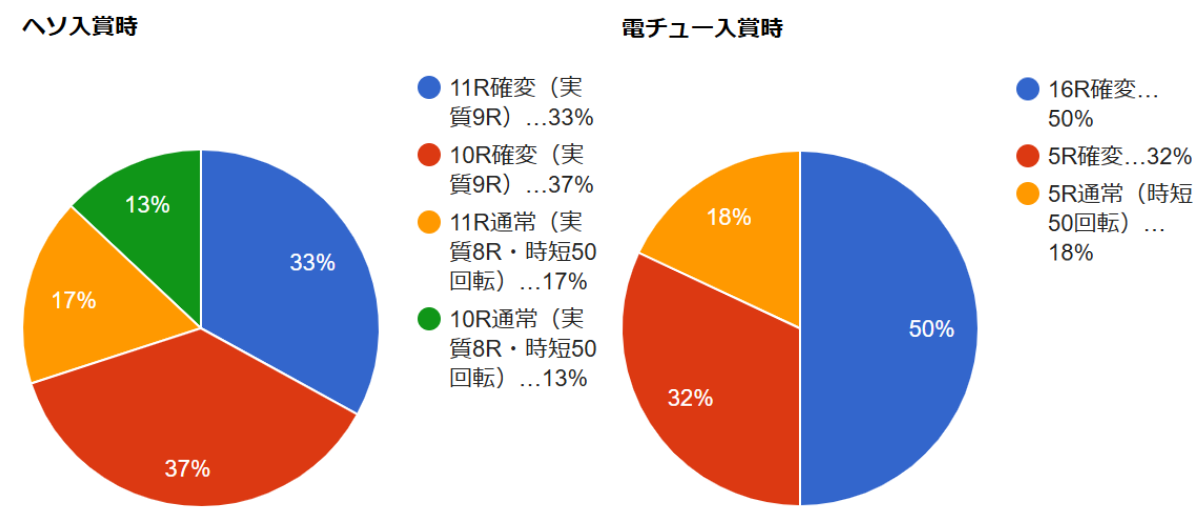 ヘソ入賞時
11R確変（実
質9R）…33%
10R確変（実
質9R）…37%
11R通常（実
質8R・時短50
回転）…17%
10R通常（実
質8R・時短50
回転）…13%
33%
37%
17%
13%
電チュー入賞時
16R確変…
50%
5R確変…32%
5R通常（時短
50回転）…
18%
50%
32%
18%